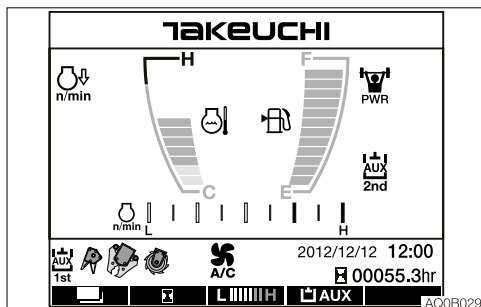 TAKEUCHI
H F
n/min PWR
C E
AUX
2nd
n/min L H
AUX
1st
A/C
2012/12/12 12:00
00055.3hr
L H AUX
AQ0B029